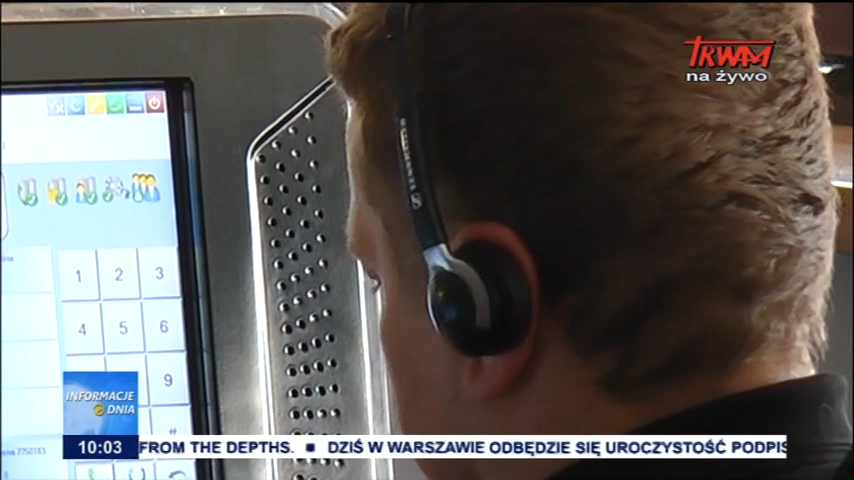 TRWAM
na żywo
1 2 3
4 5 6
9
#
INFORMACJE
DNIA
7750183
10:03 FROM THE DEPTHS. ■ DZIŚ W WARSZAWIE ODBĘDZIE SIĘ UROCZYSTOŚĆ PODPIS